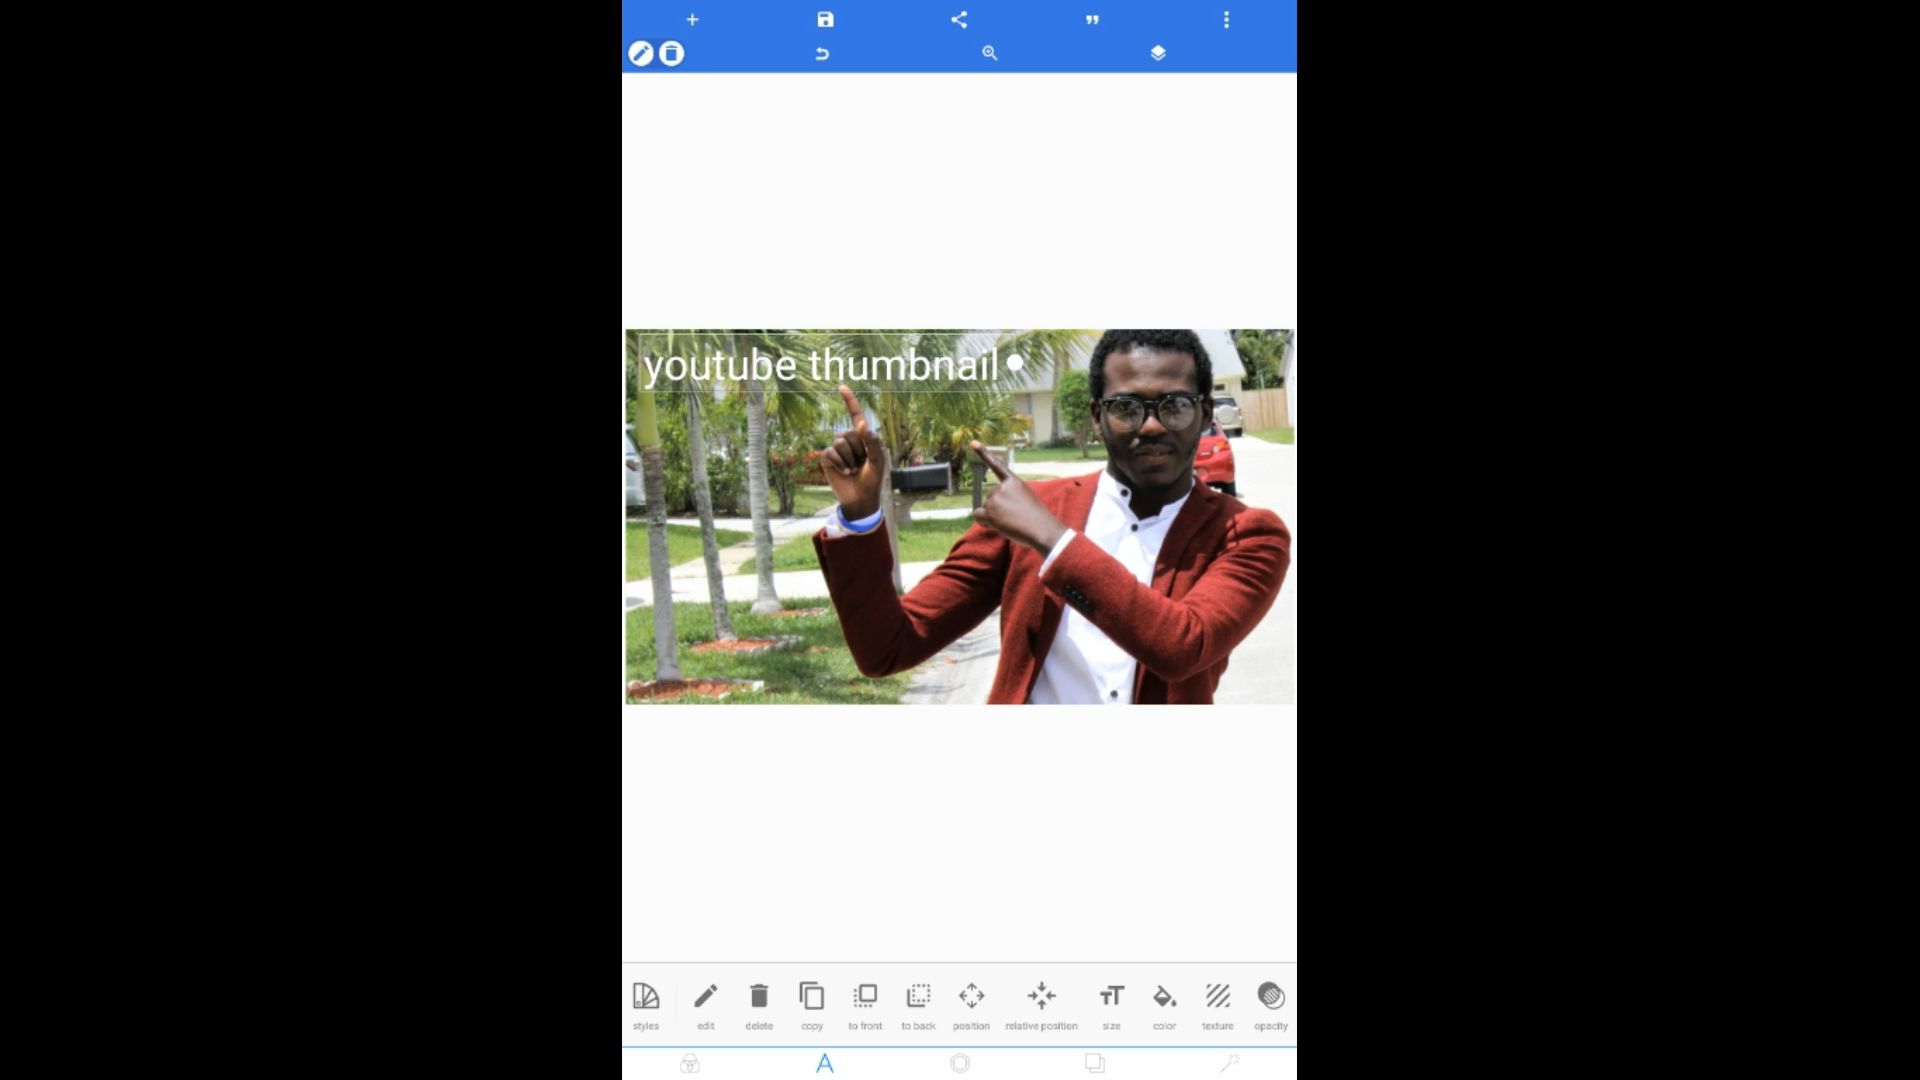 youtube thumbnail
styles edit delete copy to front to back position relative position size color texture opacity